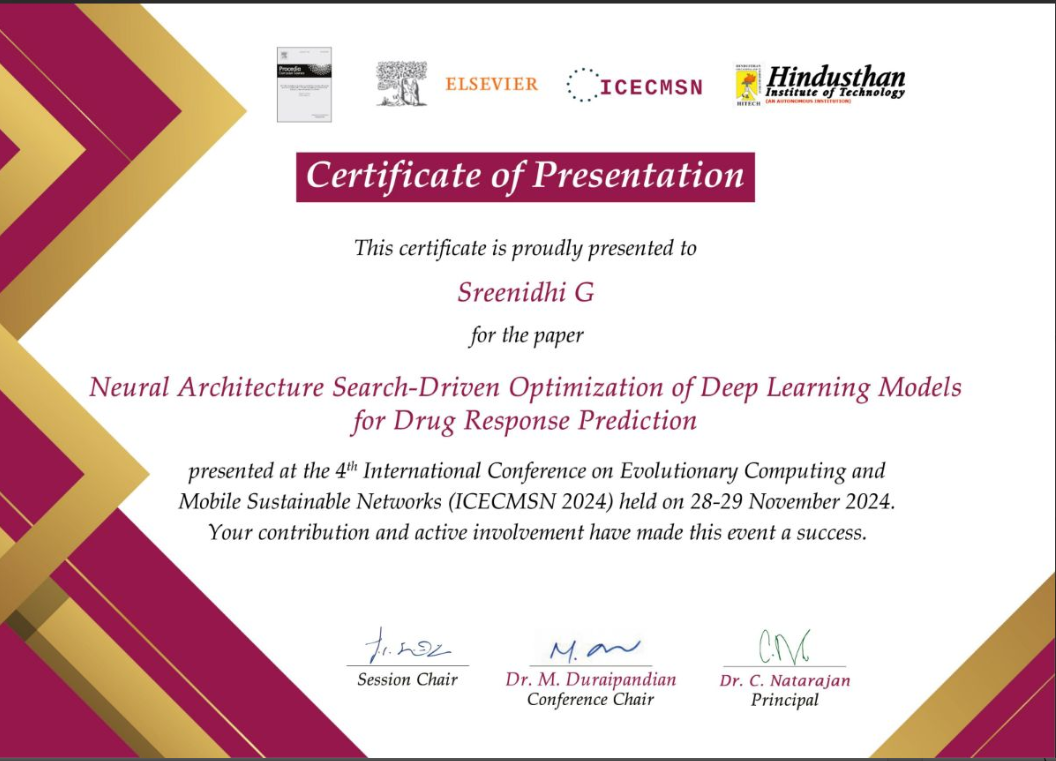 Procedia
Computer Science
ELSEVIER
ICECMSN
HITECH
Hindusthan
Institute of Technology
(AN AUTONOMOUS INSTITUTION)
Certificate of Presentation
This certificate is proudly presented to
Sreenidhi G
for the paper
Neural Architecture Search-Driven Optimization of Deep Learning Models
for Drug Response Prediction
presented at the 4th International Conference on Evolutionary Computing and
Mobile Sustainable Networks (ICECMSN 2024) held on 28-29 November 2024.
Your contribution and active involvement have made this event a success.
Session Chair
Dr. M. Duraipandian
Conference Chair
Dr. C. Natarajan
Principal